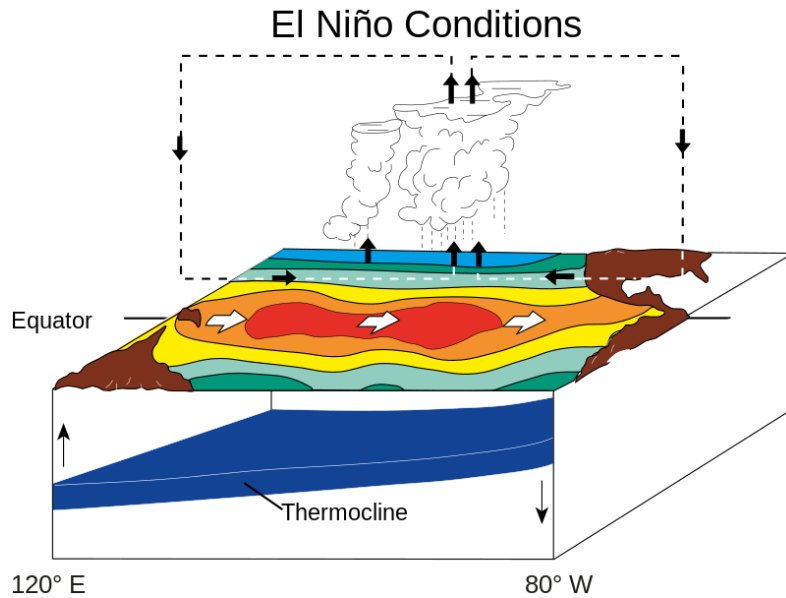 El Niño Conditions
Equator
Thermocline
120° E
80° W